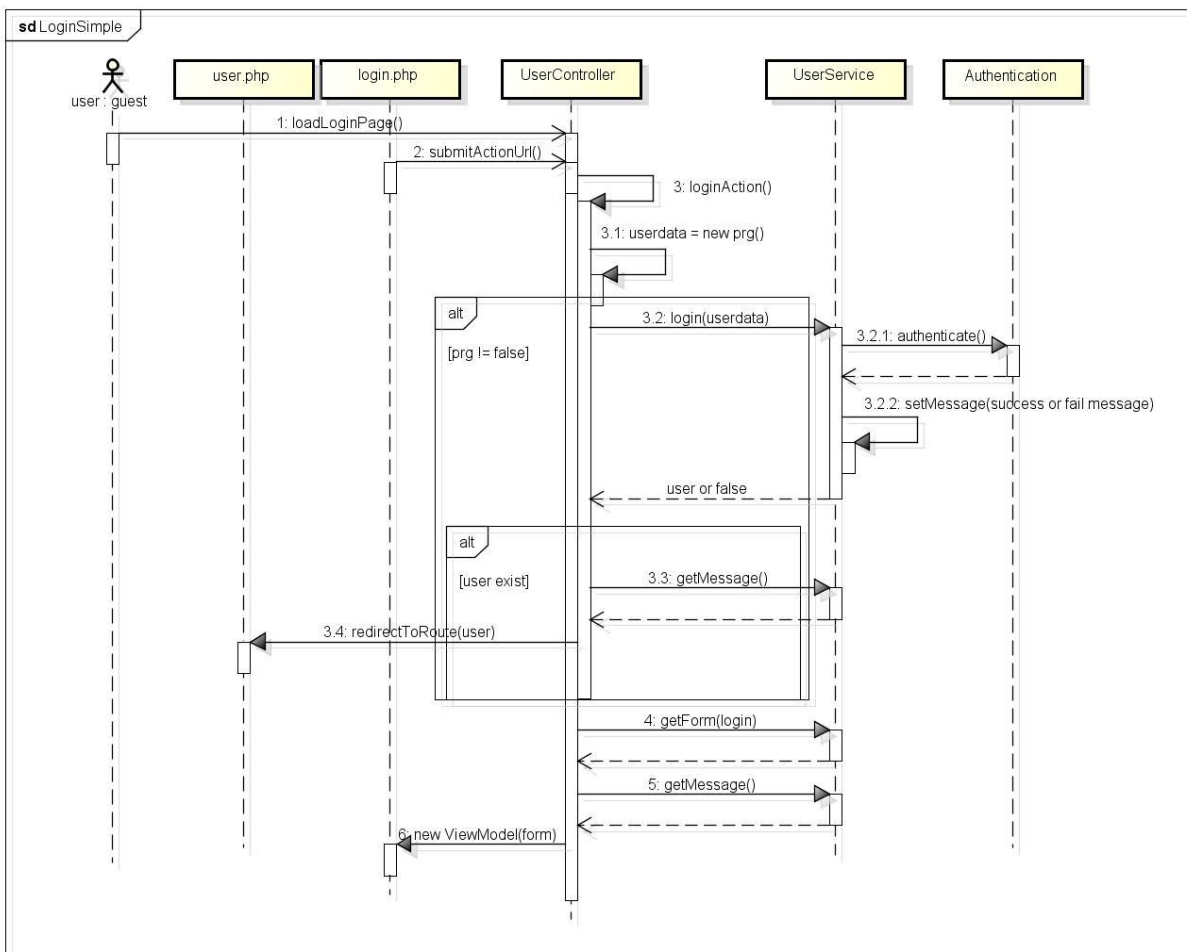 sd LoginSimple
user : guest
user.php
login.php
UserController
UserService
Authentication
1: loadLoginPage()
2: submitActionUrl()
3: loginAction()
3.1: userdata = new prg()
alt
[prg != false]
3.2: login(userdata)
3.2.1: authenticate()
3.2.2: setMessage(success or fail message)
user or false
alt
[user exist]
3.3: getMessage()
3.4: redirectToRoute(user)
4: getForm(login)
5: getMessage()
6: new ViewModel(form)